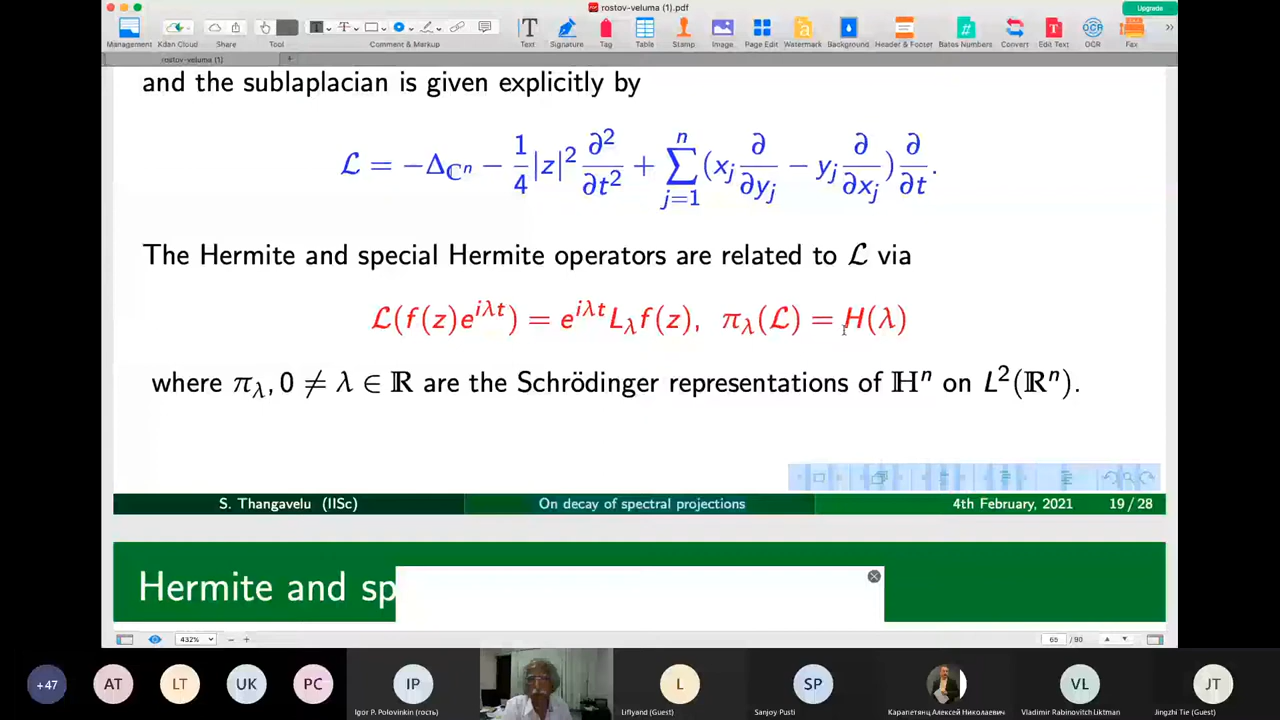 rostov-veluma (1).pdf
Upgrade
Management
Kdan Cloud
Share
Tool
Comment & Markup
Text
Signature
Tag
Table
Stamp
Image
Page Edit
Watermark
Background
Header & Footer
Bates Numbers
Convert
Edit Text
OCR
Fax
rostov-veluma (1)
and the sublaplacian is given explicitly by
ℒ = −Δ_{ℂⁿ} − 1/4 |z|² ∂²/∂t² + ∑_{j=1}^{n} (x_j ∂/∂y_j − y_j ∂/∂x_j) ∂/∂t.
The Hermite and special Hermite operators are related to ℒ via
ℒ(f(z)e^{iλt}) = e^{iλt}L_λ f(z), π_λ(ℒ) = H(λ)
where π_λ, 0 ≠ λ ∈ ℝ are the Schrödinger representations of ℍⁿ on L²(ℝⁿ).
S. Thangavelu (IISc)
On decay of spectral projections
4th February, 2021
19 / 28
Hermite and sp
432%
65 / 90
+47
AT
LT
UK
PC
IP
L
SP
VL
JT
Igor P. Polovinkin (гость)
Liflyand (Guest)
Sanjoy Pusti
Карапетянц Алексей Николаевич
Vladimir Rabinovitch Liktman
Jingzhi Tie (Guest)